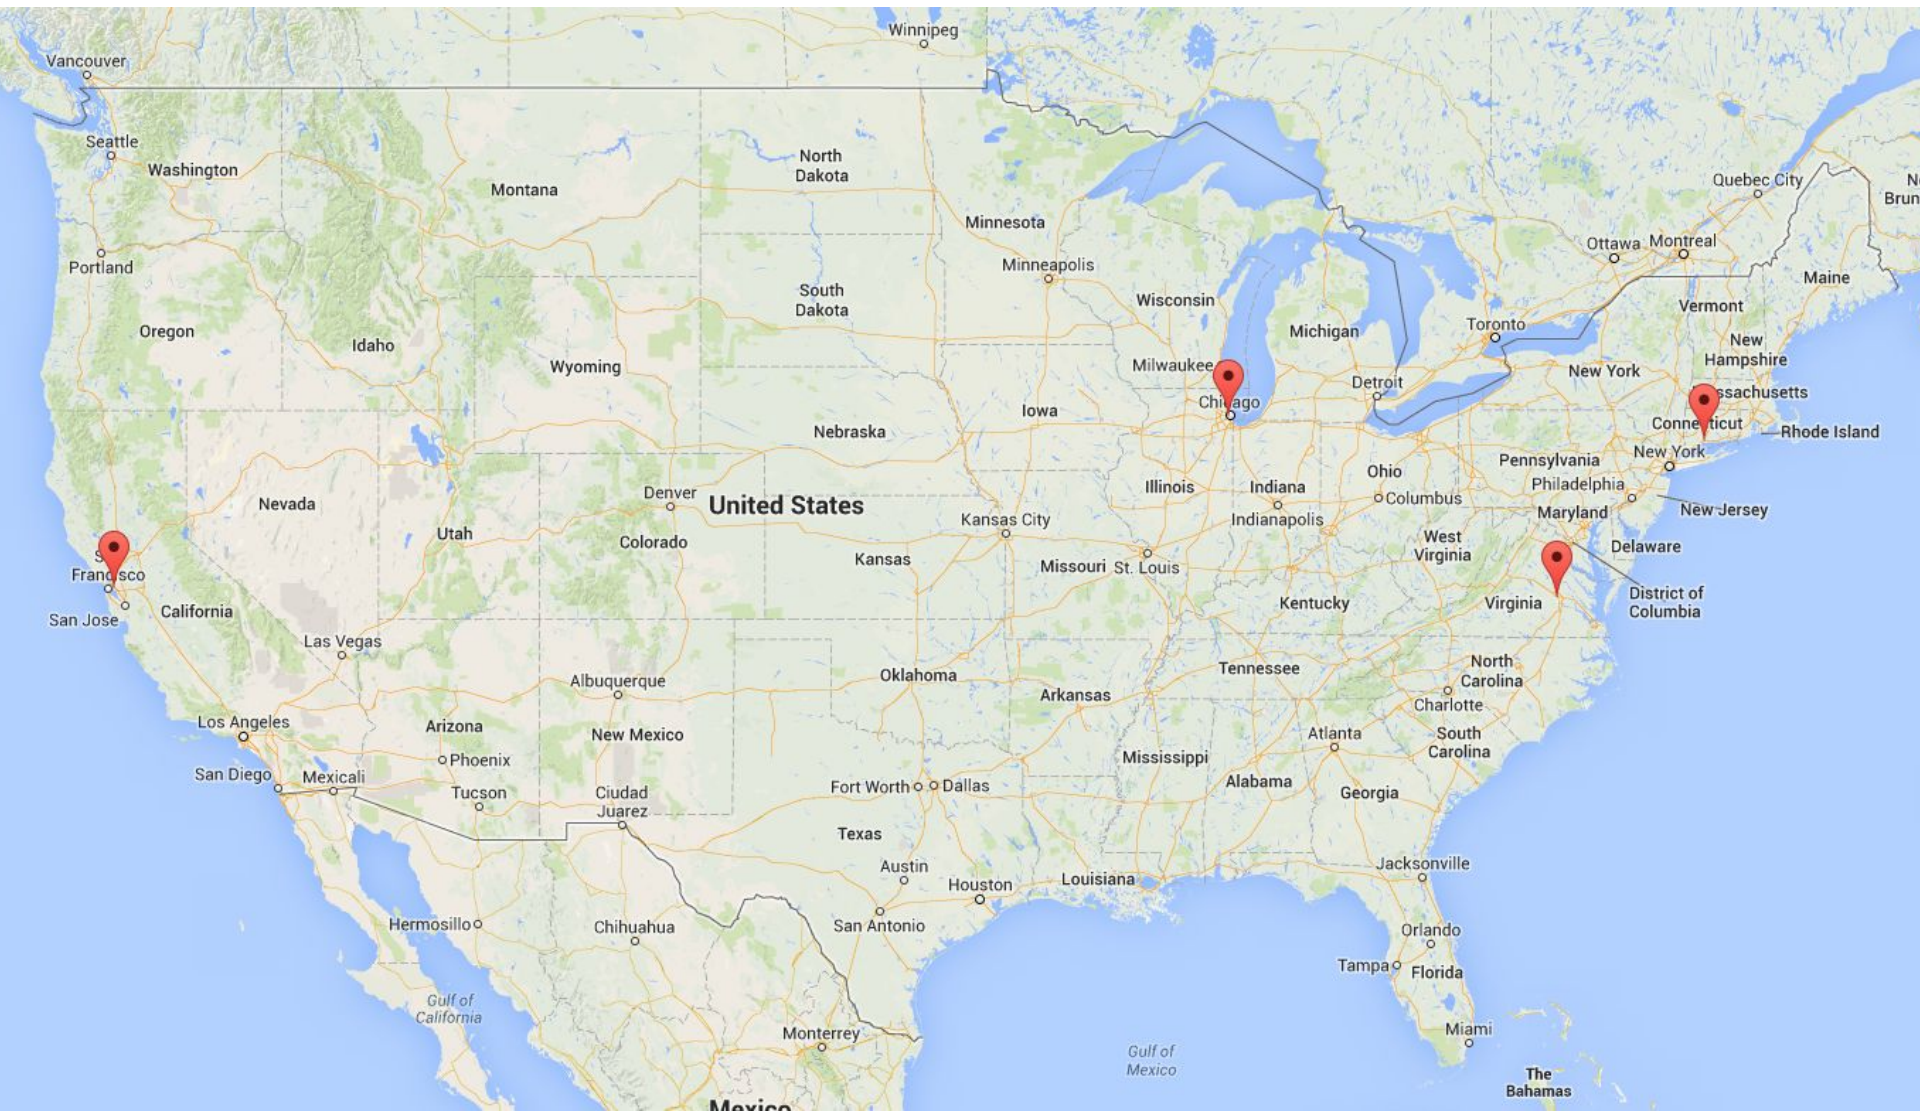 Winnipeg
Vancouver
Seattle
Washington
North
Dakota
Montana
Quebec City
Minnesota
Ottawa
Montreal
Portland
Minneapolis
Maine
South
Dakota
Wisconsin
Vermont
Oregon
Michigan
Toronto
Idaho
New
Hampshire
Wyoming
Milwaukee
New York
Detroit
Iowa
Connecticut
Rhode Island
Nebraska
New York
Pennsylvania
Ohio
Philadelphia
Illinois
Indiana
Denver
Columbus
Nevada
United States
New Jersey
Maryland
Kansas City
Indianapolis
Utah
Colorado
West
Virginia
Delaware
Kansas
Missouri
St. Louis
Francisco
District of
Columbia
California
Kentucky
Virginia
San Jose
Las Vegas
North
Carolina
Tennessee
Oklahoma
Albuquerque
Arkansas
Charlotte
Los Angeles
Arizona
New Mexico
Atlanta
South
Carolina
Mississippi
Phoenix
San Diego
Mexicali
Alabama
Fort Worth
Dallas
Georgia
Tucson
Ciudad
Juarez
Texas
Jacksonville
Austin
Louisiana
Houston
Hermosillo
Chihuahua
San Antonio
Orlando
Tampa
Florida
Gulf of
California
Monterrey
Miami
Gulf of
Mexico
The
Bahamas
Mexico